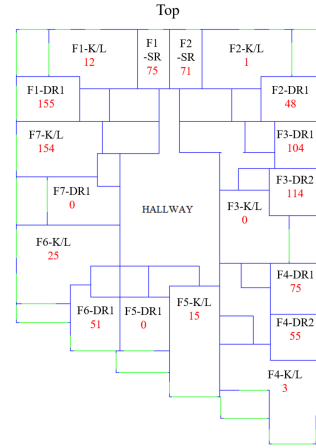 Top
F1-K/L
12
F1
-SR
75
F2
-SR
71
F2-K/L
1
F1-DR1
155
F2-DR1
48
F7-K/L
154
F3-DR1
104
F7-DR1
0
F3-DR2
114
HALLWAY
F3-K/L
0
F6-K/L
25
F4-DR1
75
F6-DR1
51
F5-DR1
0
F5-K/L
15
F4-DR2
55
F4-K/L
3